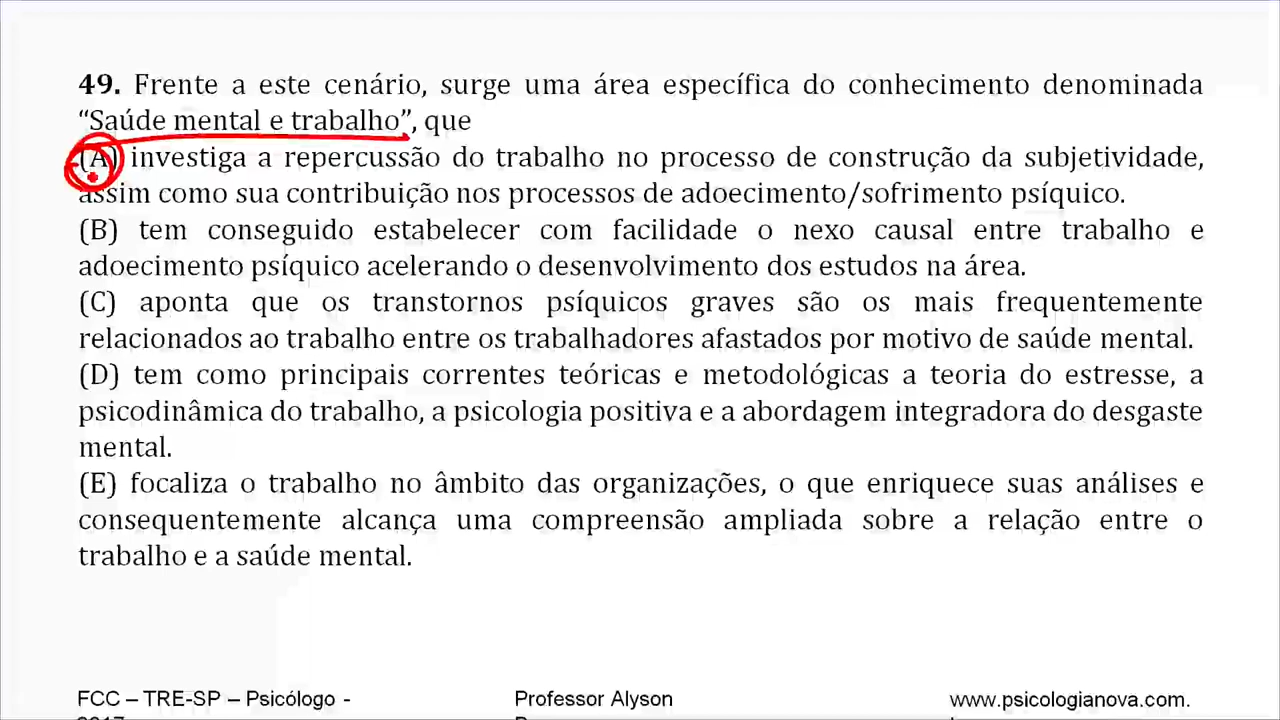 49. Frente a este cenário, surge uma área específica do conhecimento denominada
“Saúde mental e trabalho”, que
(A) investiga a repercussão do trabalho no processo de construção da subjetividade,
assim como sua contribuição nos processos de adoecimento/sofrimento psíquico.
(B) tem conseguido estabelecer com facilidade o nexo causal entre trabalho e
adoecimento psíquico acelerando o desenvolvimento dos estudos na área.
(C) aponta que os transtornos psíquicos graves são os mais frequentemente
relacionados ao trabalho entre os trabalhadores afastados por motivo de saúde mental.
(D) tem como principais correntes teóricas e metodológicas a teoria do estresse, a
psicodinâmica do trabalho, a psicologia positiva e a abordagem integradora do desgaste
mental.
(E) focaliza o trabalho no âmbito das organizações, o que enriquece suas análises e
consequentemente alcança uma compreensão ampliada sobre a relação entre o
trabalho e a saúde mental.
FCC – TRE-SP – Psicólogo - Professor Alyson www.psicologianova.com.